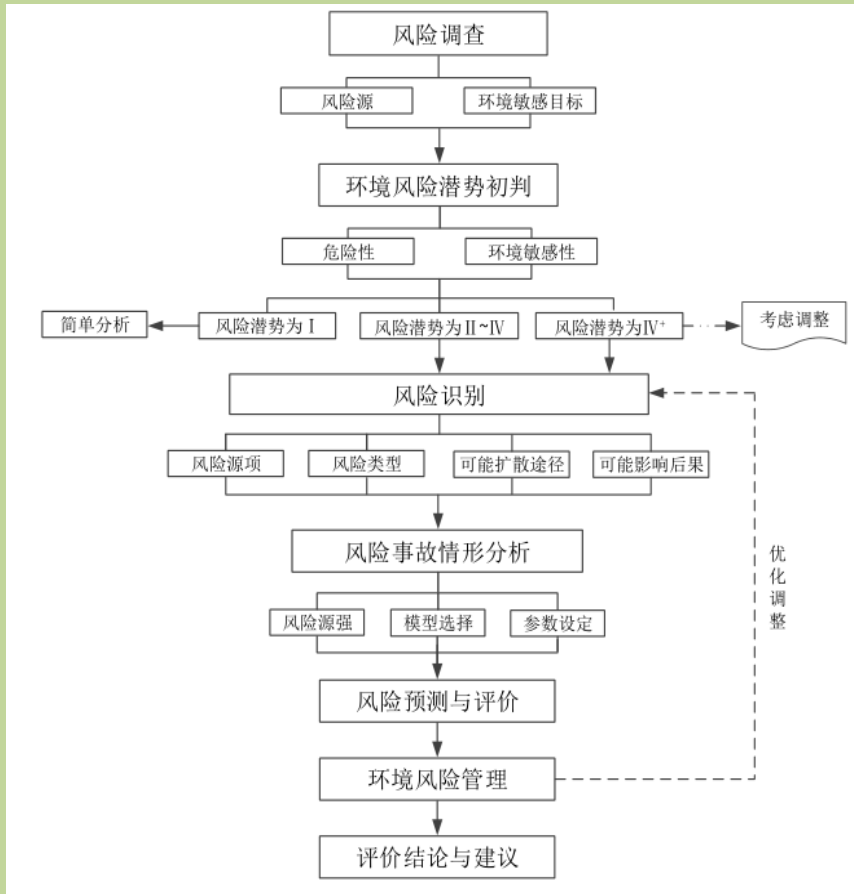 风险调查
风险源
环境敏感目标
环境风险潜势初判
危险性
环境敏感性
简单分析
风险潜势为Ⅰ
风险潜势为Ⅱ~Ⅳ
风险潜势为Ⅳ⁺
考虑调整
风险识别
风险源项
风险类型
可能扩散途径
可能影响后果
风险事故情形分析
优化调整
风险源强
模型选择
参数设定
风险预测与评价
环境风险管理
评价结论与建议